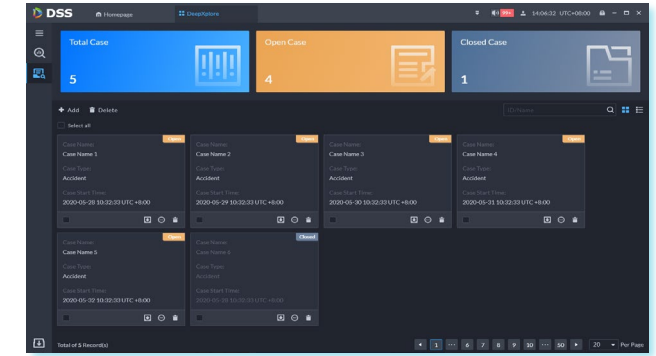 DSS
Homepage
DeepXplore
99+
14:06:32 UTC+08:00
Total Case
5
Open Case
4
Closed Case
1
Add
Delete
ID/Name
Select all
Open
Case Name:
Case Name 1
Case Type:
Accident
Case Start Time:
2020-05-28 10:32:33 UTC +8:00
Open
Case Name:
Case Name 2
Case Type:
Accident
Case Start Time:
2020-05-29 10:32:33 UTC +8:00
Open
Case Name:
Case Name 3
Case Type:
Accident
Case Start Time:
2020-05-30 10:32:33 UTC +8:00
Open
Case Name:
Case Name 4
Case Type:
Accident
Case Start Time:
2020-05-31 10:32:33 UTC +8:00
Open
Case Name:
Case Name 5
Case Type:
Accident
Case Start Time:
2020-05-32 10:32:33 UTC +8:00
Closed
Case Name:
Case Name 6
Case Type:
Accident
Case Start Time:
Total of 5 Record(s)
1 ... 6 7 8 9 10 ... 50
20
Per Page